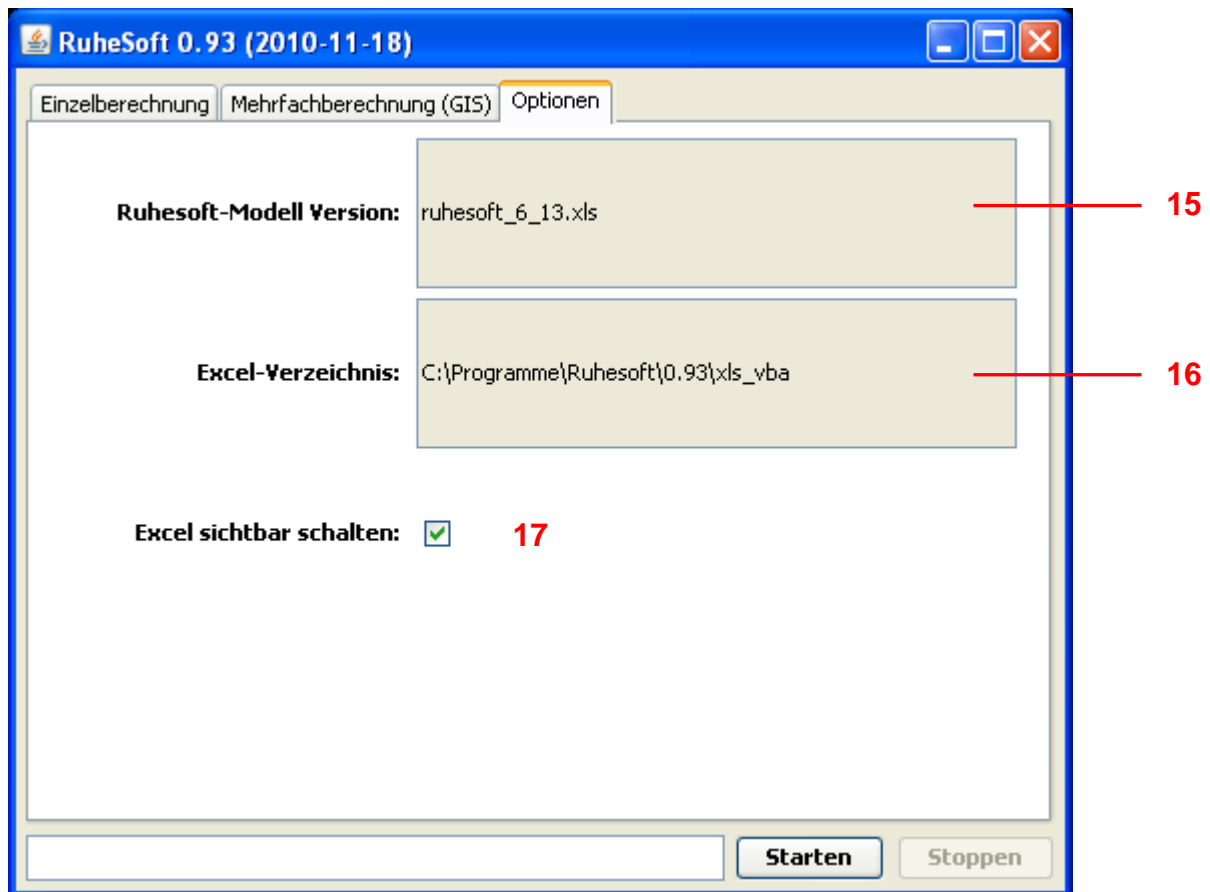 RuheSoft 0.93 (2010-11-18)
Einzelberechnung Mehrfachberechnung (GIS) Optionen
Ruhesoft-Modell Version: ruhesoft_6_13.xls 15
Excel-Verzeichnis: C:\Programme\Ruhesoft\0.93\xls_vba 16
Excel sichtbar schalten: 17
Starten Stoppen